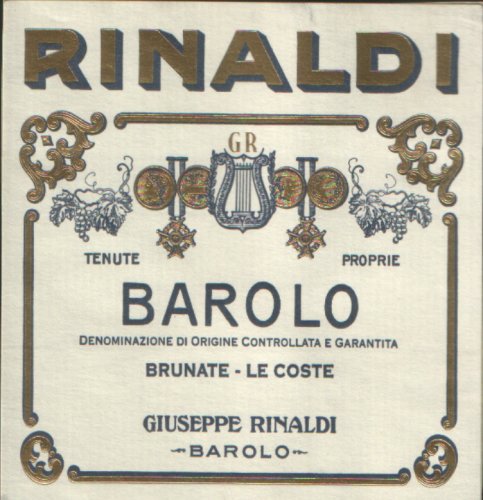 RINALDI
GR
TENUTE PROPRIE
BAROLO
DENOMINAZIONE DI ORIGINE CONTROLLATA E GARANTITA
BRUNATE - LE COSTE
GIUSEPPE RINALDI
BAROLO